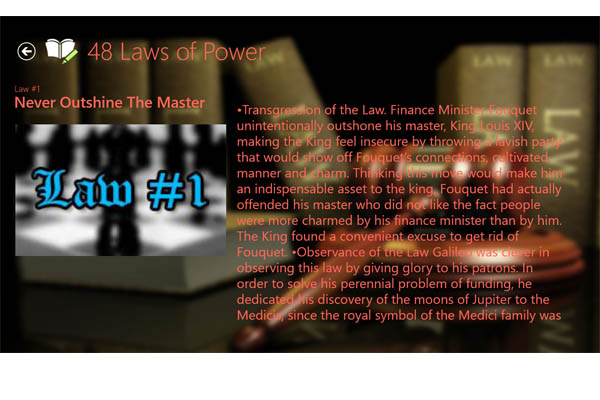 48 Laws of Power
Law #1
Never Outshine The Master
Law #1
•Transgression of the Law. Finance Minister Fouquet
unintentionally outshone his master, King Louis XIV,
making the King feel insecure by throwing a lavish party
that would show off Fouquet's connections, cultivated
manner and charm. Thinking this move would make him
an indispensable asset to the king, Fouquet had actually
offended his master who did not like the fact people
were more charmed by his finance minister than by him.
The King found a convenient excuse to get rid of
Fouquet. •Observance of the Law Galileo was clever in
observing this law by giving glory to his patrons. In
order to solve his perennial problem of funding, he
dedicated his discovery of the moons of Jupiter to the
Medicis, since the royal symbol of the Medici family was
LAW
LAW
LAW